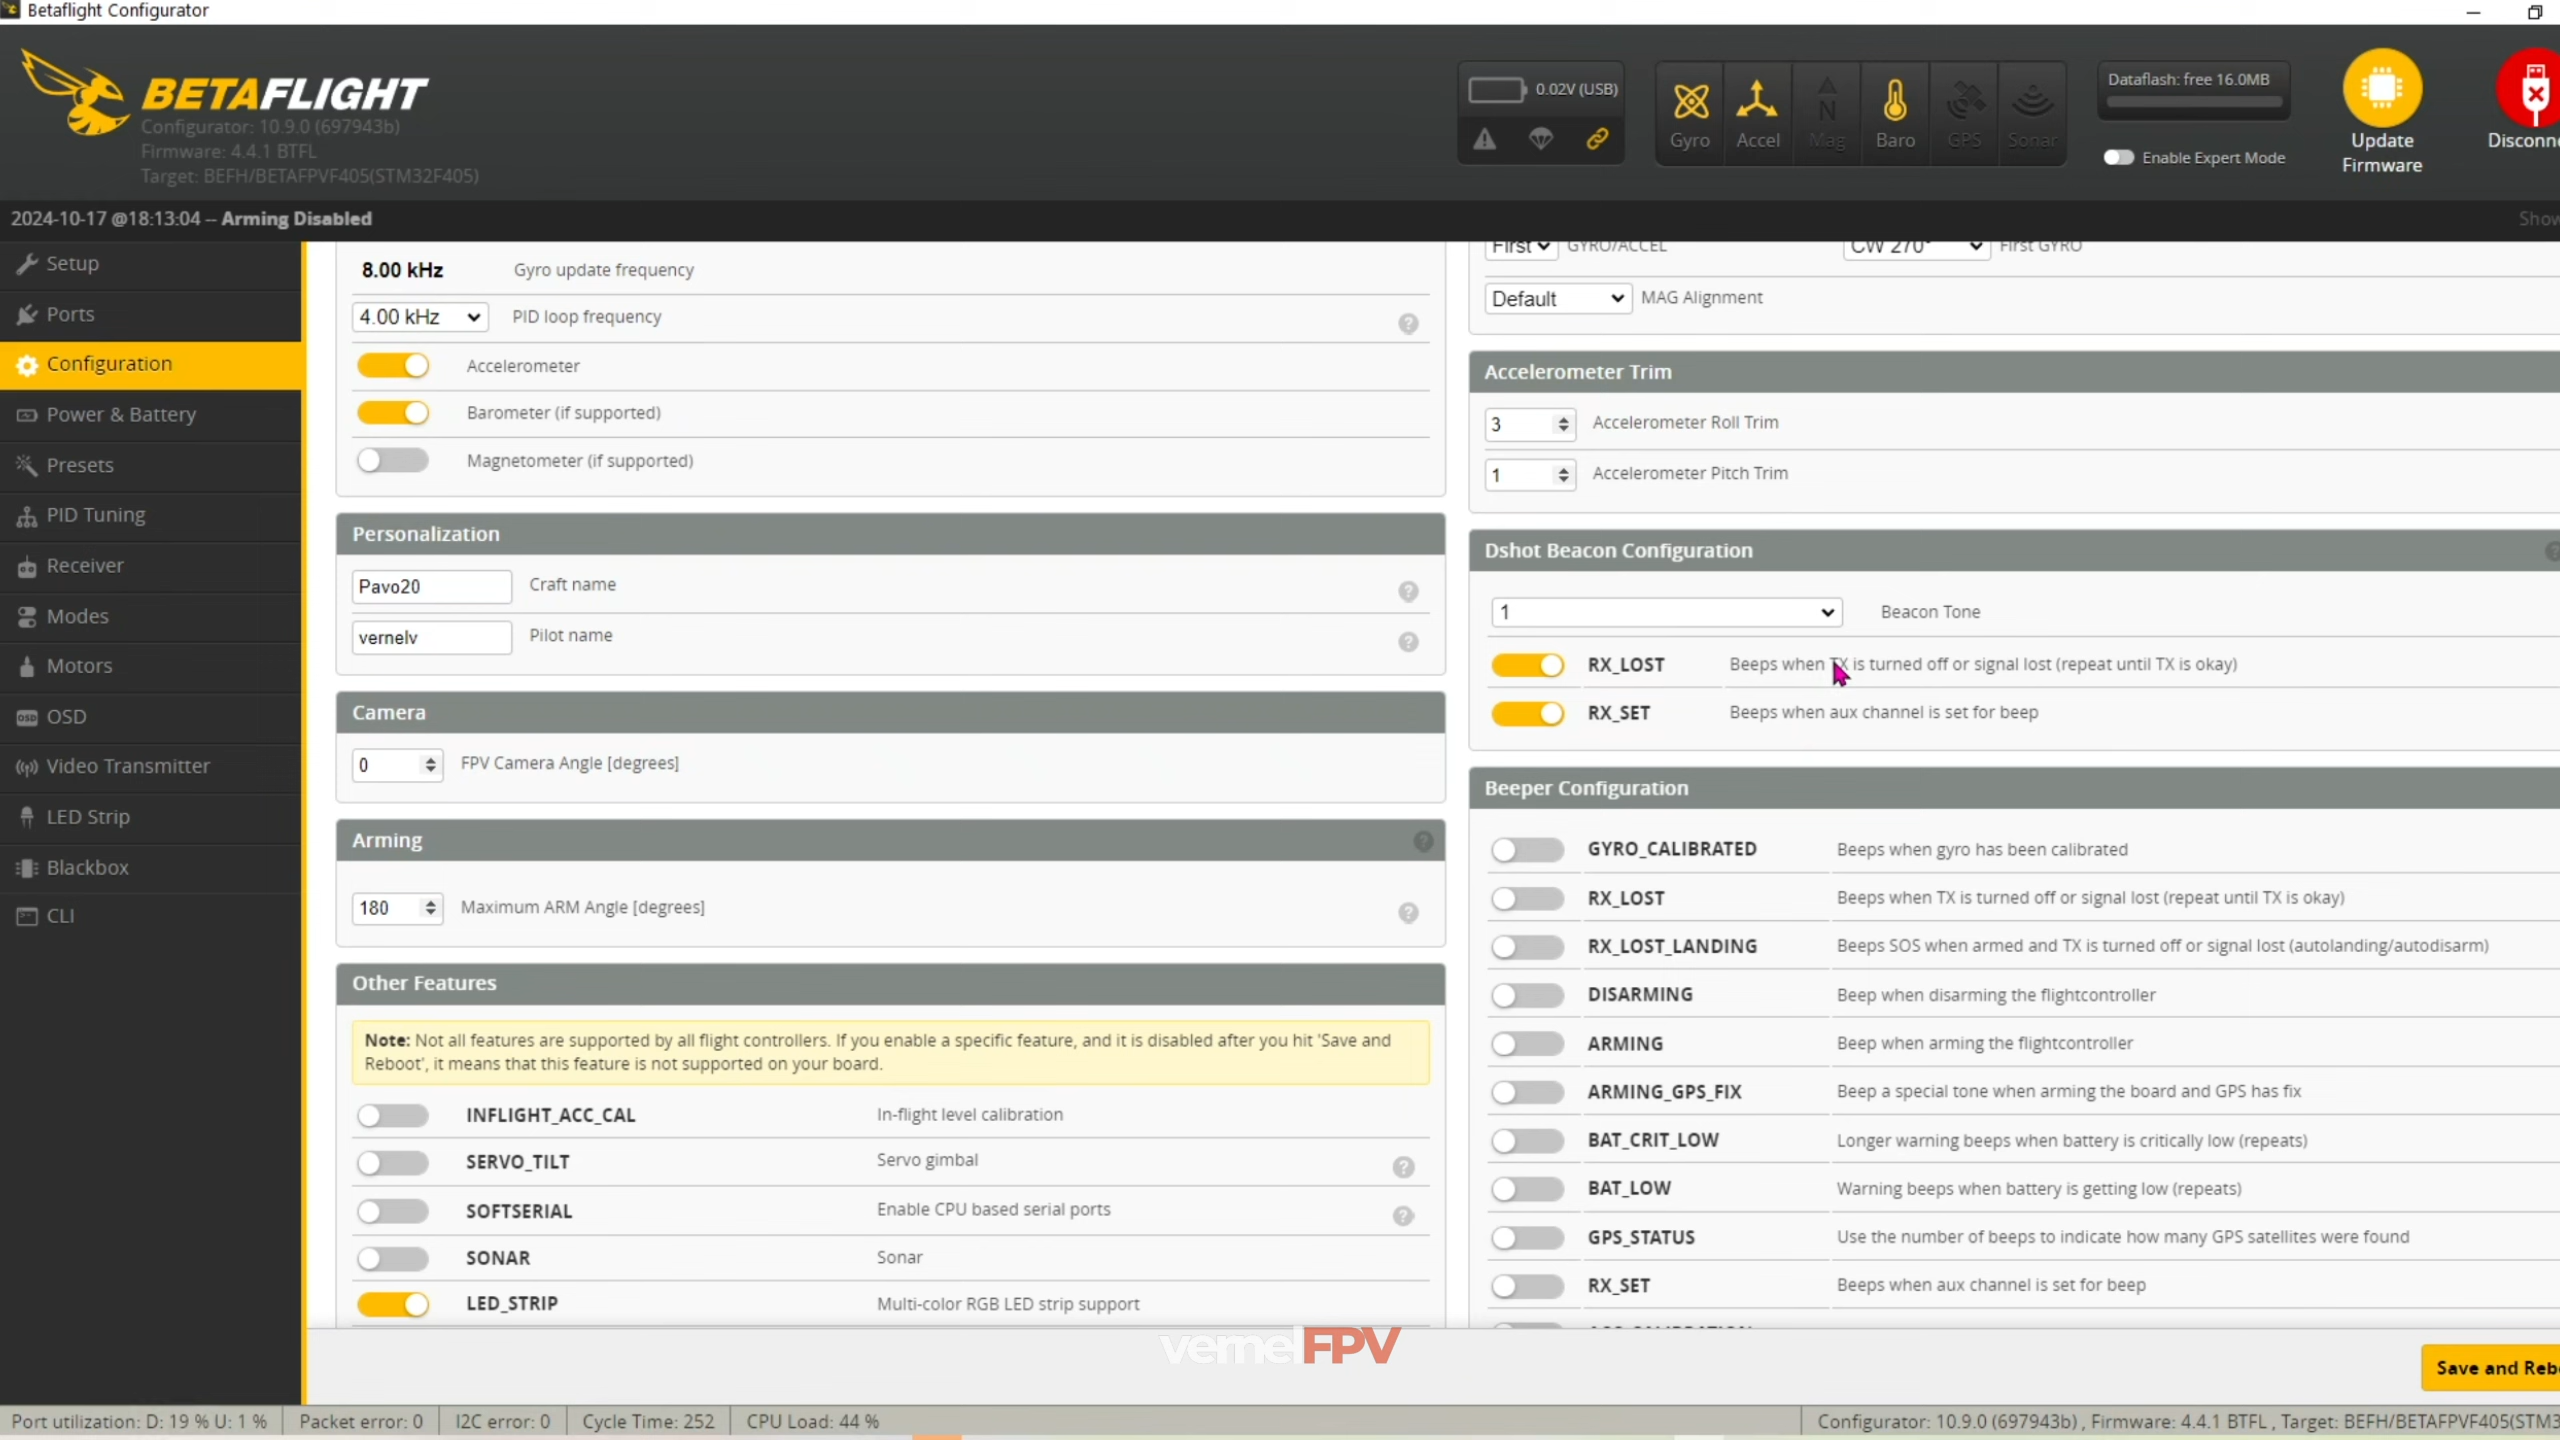 Betaflight Configurator
BETAFLIGHT
Configurator: 10.9.0 (697943b)
Firmware: 4.4.1 BTFL
Target: BEFH/BETAFPVF405(STM32F405)
0.02V (USB)
Gyro
Accel
Mag
Baro
GPS
Sonar
Dataflash: free 16.0MB
Enable Expert Mode
Update
Firmware
Disconne
2024-10-17 @18:13:04 -- Arming Disabled
Show
Setup
Ports
Configuration
Power & Battery
Presets
PID Tuning
Receiver
Modes
Motors
OSD
Video Transmitter
LED Strip
Blackbox
CLI
8.00 kHz Gyro update frequency
4.00 kHz PID loop frequency
Accelerometer
Barometer (if supported)
Magnetometer (if supported)
Personalization
Pavo20 Craft name
vernelv Pilot name
Camera
0 FPV Camera Angle [degrees]
Arming
180 Maximum ARM Angle [degrees]
Other Features
Note: Not all features are supported by all flight controllers. If you enable a specific feature, and it is disabled after you hit 'Save and
Reboot', it means that this feature is not supported on your board.
INFLIGHT_ACC_CAL In-flight level calibration
SERVO_TILT Servo gimbal
SOFTSERIAL Enable CPU based serial ports
SONAR Sonar
LED_STRIP Multi-color RGB LED strip support
First GYRO/ACCEL CW 270° First GYRO
Default MAG Alignment
Accelerometer Trim
3 Accelerometer Roll Trim
1 Accelerometer Pitch Trim
Dshot Beacon Configuration
1 Beacon Tone
RX_LOST Beeps when TX is turned off or signal lost (repeat until TX is okay)
RX_SET Beeps when aux channel is set for beep
Beeper Configuration
GYRO_CALIBRATED Beeps when gyro has been calibrated
RX_LOST Beeps when TX is turned off or signal lost (repeat until TX is okay)
RX_LOST_LANDING Beeps SOS when armed and TX is turned off or signal lost (autolanding/autodisarm)
DISARMING Beep when disarming the flightcontroller
ARMING Beep when arming the flightcontroller
ARMING_GPS_FIX Beep a special tone when arming the board and GPS has fix
BAT_CRIT_LOW Longer warning beeps when battery is critically low (repeats)
BAT_LOW Warning beeps when battery is getting low (repeats)
GPS_STATUS Use the number of beeps to indicate how many GPS satellites were found
RX_SET Beeps when aux channel is set for beep
vernelFPV
Save and Rebo
Port utilization: D: 19 % U: 1 % Packet error: 0 I2C error: 0 Cycle Time: 252 CPU Load: 44 %
Configurator: 10.9.0 (697943b) , Firmware: 4.4.1 BTFL , Target: BEFH/BETAFPVF405(STM3